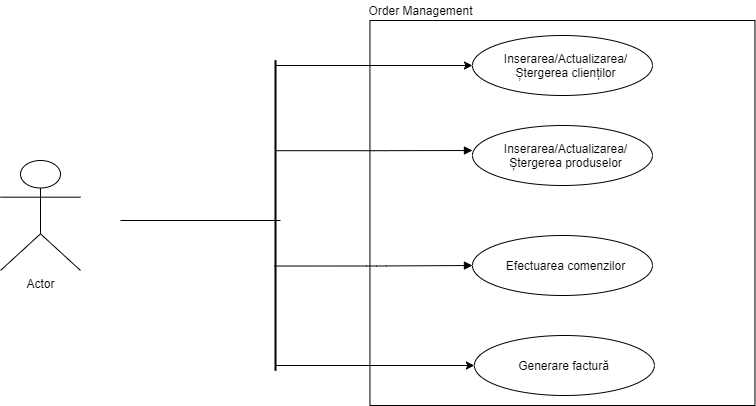 Order Management
Inserarea/Actualizarea/
Ștergerea clienților
Inserarea/Actualizarea/
Ștergerea produselor
Actor
Efectuarea comenzilor
Generare factură